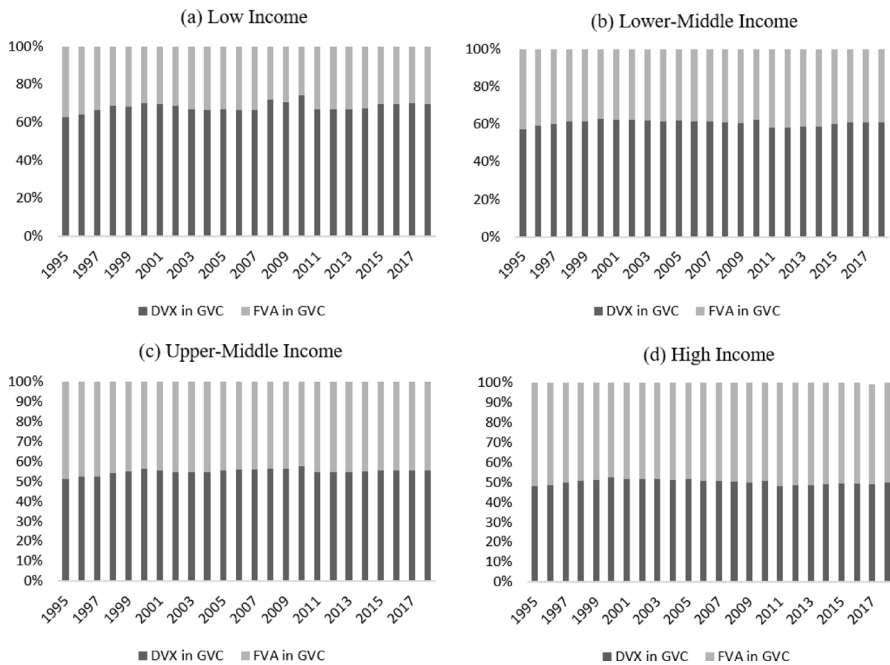 (a) Low Income
100%
80%
60%
40%
20%
0%
1995 1997 1999 2001 2003 2005 2007 2009 2011 2013 2015 2017
DVX in GVC FVA in GVC
(b) Lower-Middle Income
100%
80%
60%
40%
20%
0%
1995 1997 1999 2001 2003 2005 2007 2009 2011 2013 2015 2017
DVX in GVC FVA in GVC
(c) Upper-Middle Income
100%
90%
80%
70%
60%
50%
40%
30%
20%
10%
0%
1995 1997 1999 2001 2003 2005 2007 2009 2011 2013 2015 2017
DVX in GVC FVA in GVC
(d) High Income
100%
90%
80%
70%
60%
50%
40%
30%
20%
10%
0%
1995 1997 1999 2001 2003 2005 2007 2009 2011 2013 2015 2017
DVX in GVC FVA in GVC